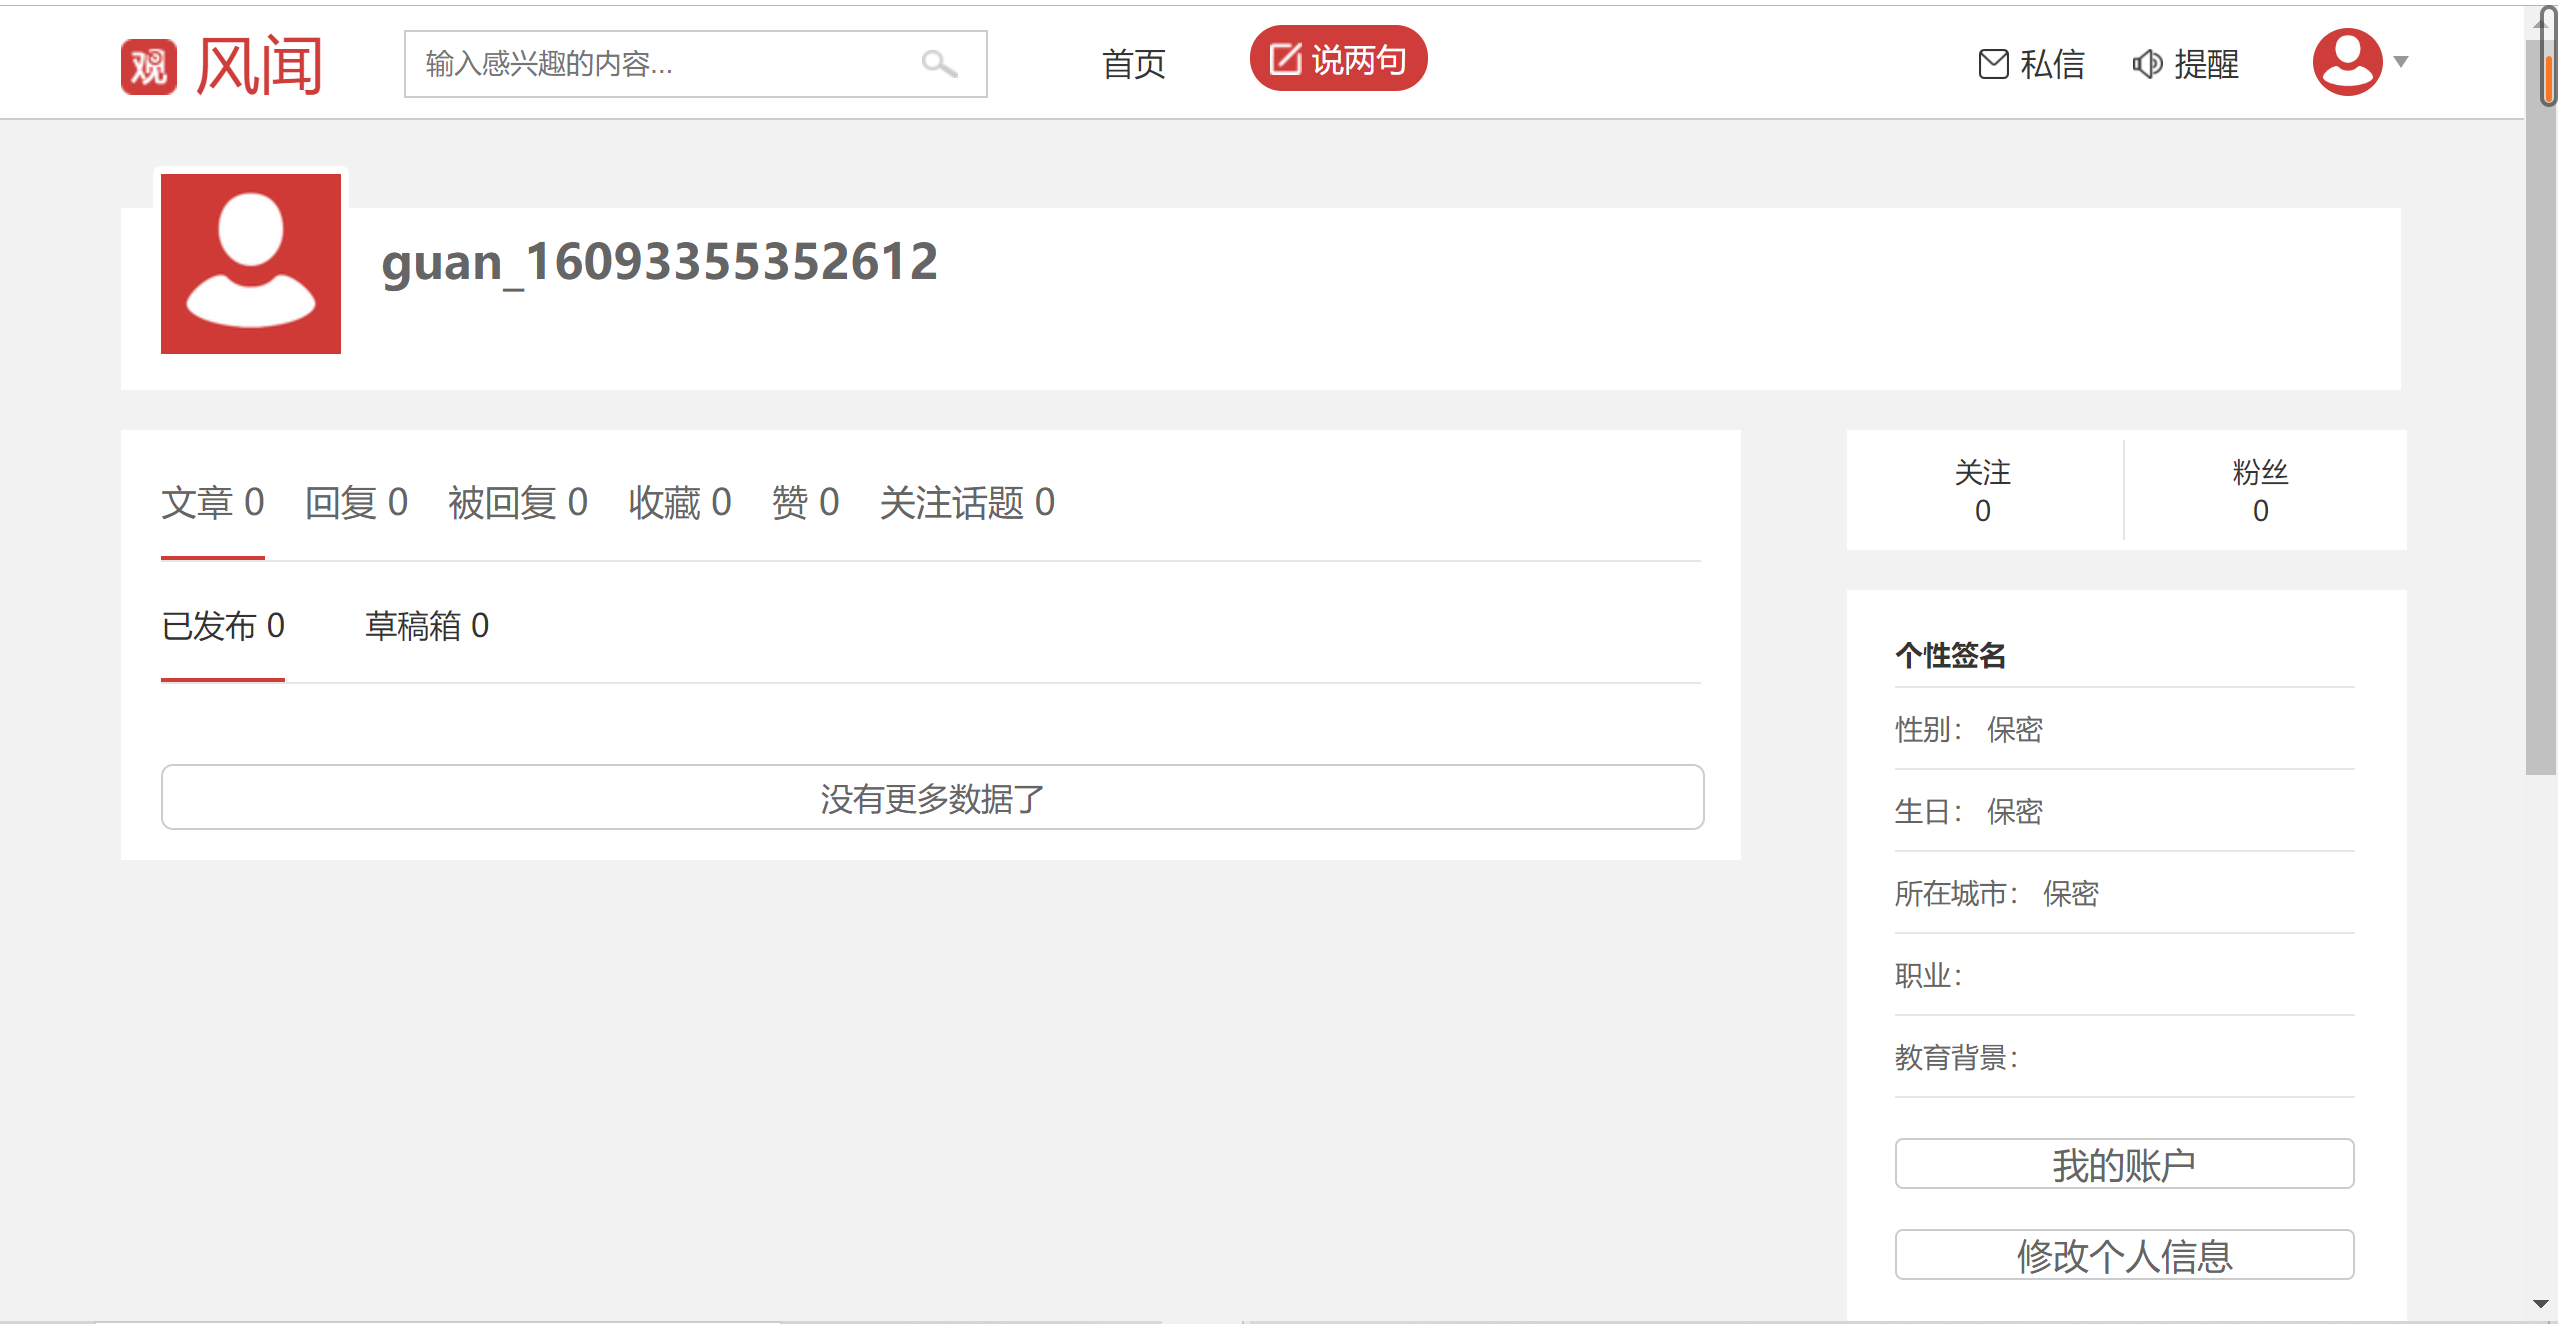 观 风闻
输入感兴趣的内容...
首页
说两句
私信
提醒
guan_16093355352612
文章 0 回复 0 被回复 0 收藏 0 赞 0 关注话题 0
已发布 0 草稿箱 0
没有更多数据了
关注
0
粉丝
0
个性签名
性别： 保密
生日： 保密
所在城市： 保密
职业：
教育背景：
我的账户
修改个人信息